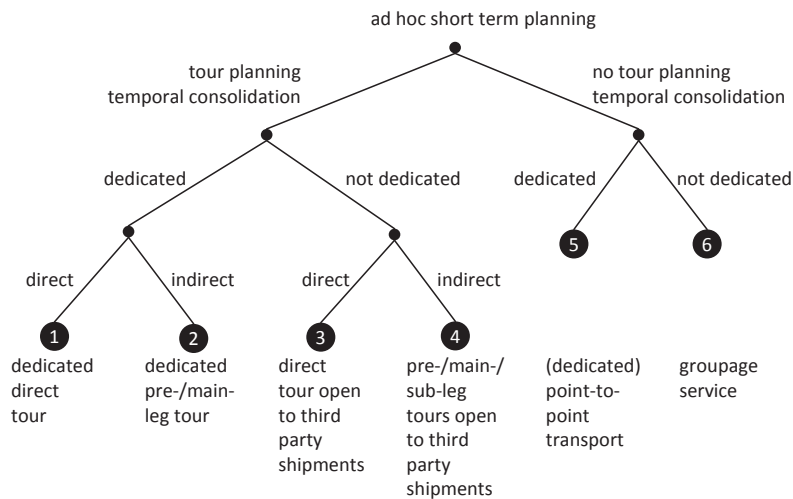 ad hoc short term planning
tour planning
temporal consolidation
no tour planning
temporal consolidation
dedicated
not dedicated
dedicated
not dedicated
5
6
direct
indirect
direct
indirect
1
2
3
4
dedicated
direct
tour
dedicated
pre-/main-
leg tour
direct
tour open
to third
party
shipments
pre-/main-/
sub-leg
tours open
to third
party
shipments
(dedicated)
point-to-
point
transport
groupage
service